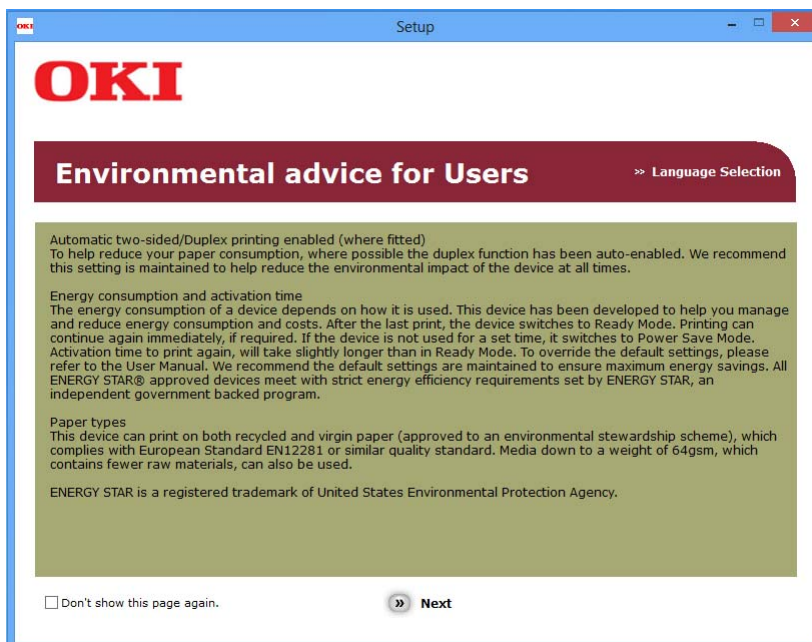 OKI
Setup
OKI
Environmental advice for Users
» Language Selection
Automatic two-sided/Duplex printing enabled (where fitted)
To help reduce your paper consumption, where possible the duplex function has been auto-enabled. We recommend
this setting is maintained to help reduce the environmental impact of the device at all times.
Energy consumption and activation time
The energy consumption of a device depends on how it is used. This device has been developed to help you manage
and reduce energy consumption and costs. After the last print, the device switches to Ready Mode. Printing can
continue again immediately, if required. If the device is not used for a set time, it switches to Power Save Mode.
Activation time to print again, will take slightly longer than in Ready Mode. To override the default settings, please
refer to the User Manual. We recommend the default settings are maintained to ensure maximum energy savings. All
ENERGY STAR® approved devices meet with strict energy efficiency requirements set by ENERGY STAR, an
independent government backed program.
Paper types
This device can print on both recycled and virgin paper (approved to an environmental stewardship scheme), which
complies with European Standard EN12281 or similar quality standard. Media down to a weight of 64gsm, which
contains fewer raw materials, can also be used.
ENERGY STAR is a registered trademark of United States Environmental Protection Agency.
Don't show this page again.
» Next